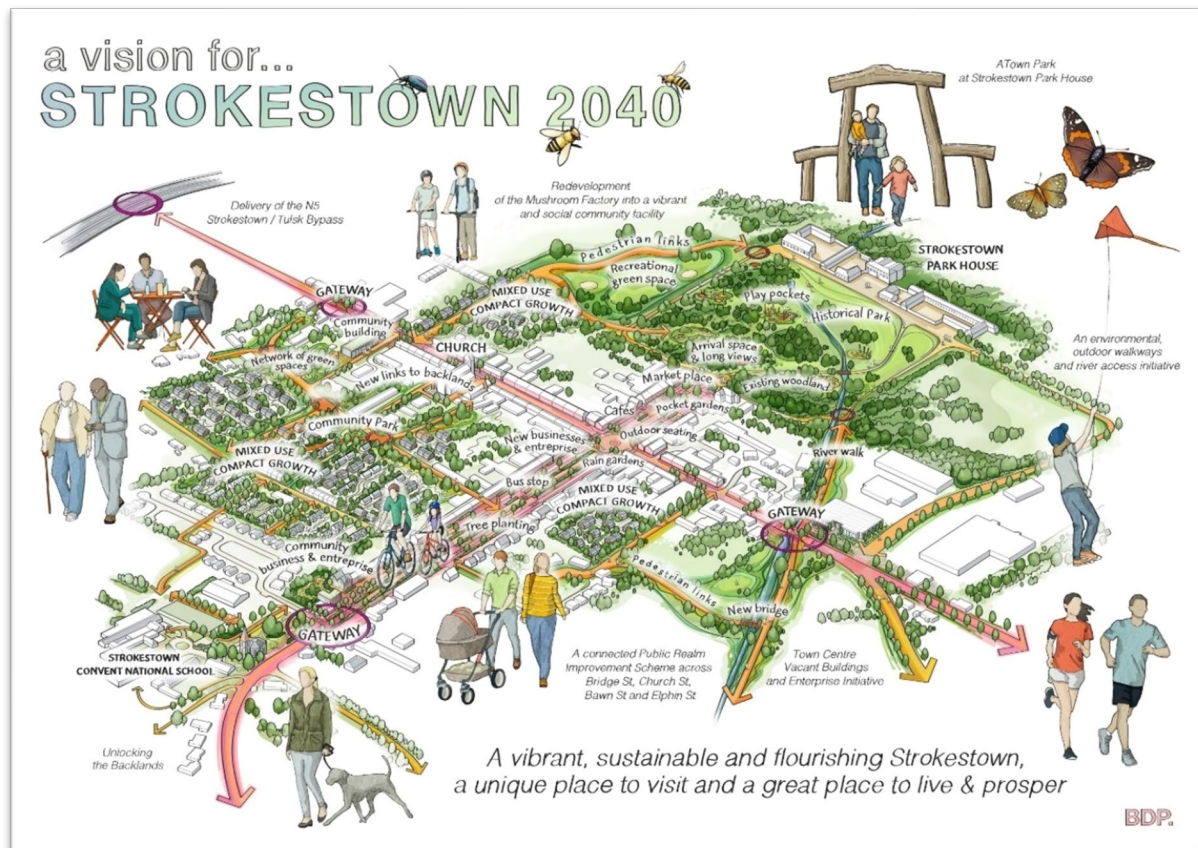 a vision for...
STROKESTOWN 2040
A Town Park
at Strokestown Park House
Delivery of the N5
Strokestown / Tulsk Bypass
Redevelopment
of the Mushroom Factory into a vibrant
and social community facility
Pedestrian links
Recreational
green space
STROKESTOWN
PARK HOUSE
GATEWAY
MIXED USE
COMPACT GROWTH
Play pockets
Historical Park
Community
building
CHURCH
Arrival space
& long views
An environmental,
outdoor walkways
and river access initiative
Network of green
spaces
New links to backlands
Market place
Existing woodland
Cafés
Pocket gardens
Community Park
New businesses
& entreprise
Outdoor seating
MIXED USE
COMPACT GROWTH
Rain gardens
River walk
Bus stop
MIXED USE
COMPACT GROWTH
GATEWAY
Tree planting
Community
business & entreprise
Pedestrian links
New bridge
GATEWAY
STROKESTOWN
CONVENT NATIONAL SCHOOL
A connected Public Realm
Improvement Scheme across
Bridge St, Church St,
Bawn St and Elphin St
Town Centre
Vacant Buildings
and Enterprise Initiative
Unlocking
the Backlands
A vibrant, sustainable and flourishing Strokestown,
a unique place to visit and a great place to live & prosper
BDP.